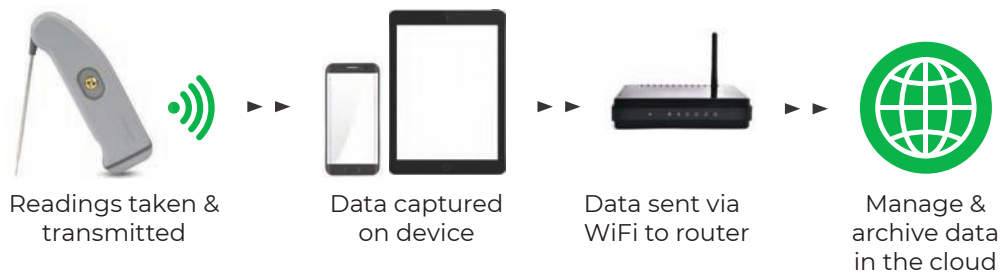 Readings taken &
transmitted
Data captured
on device
Data sent via
WiFi to router
Manage &
archive data
in the cloud